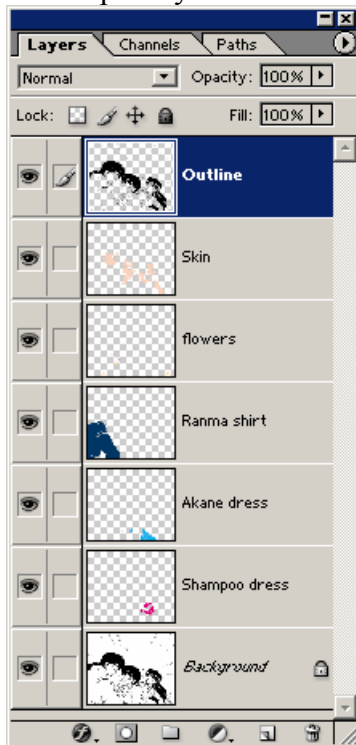 Layers Channels Paths
Normal Opacity: 100%
Lock: Fill: 100%
Outline
Skin
flowers
Ranma shirt
Akane dress
Shampoo dress
Background